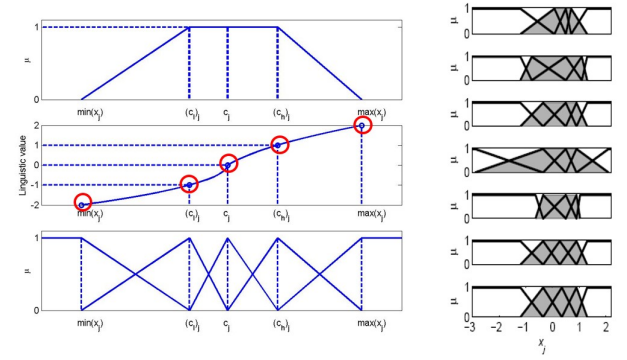 1
μ
0
min(x_j) (c_l)_j c_j (c_h)_j max(x_j)
2
1
0
-1
-2
Linguistic value
min(x_j) (c_l)_j c_j (c_h)_j max(x_j)
1
μ
0
min(x_j) (c_l)_j c_j (c_h)_j max(x_j)
1
μ
0
1
μ
0
1
μ
0
1
μ
0
1
μ
0
1
μ
0
1
μ
0
-3 -2 -1 0 1 2
x_j